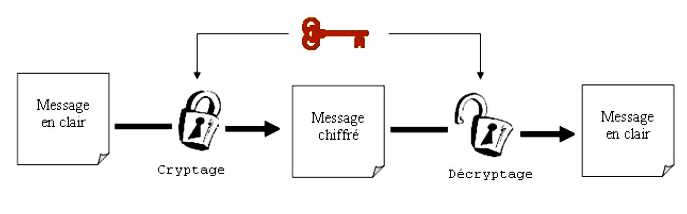 Message
en clair
Cryptage
Message
chiffré
Décryptage
Message
en clair